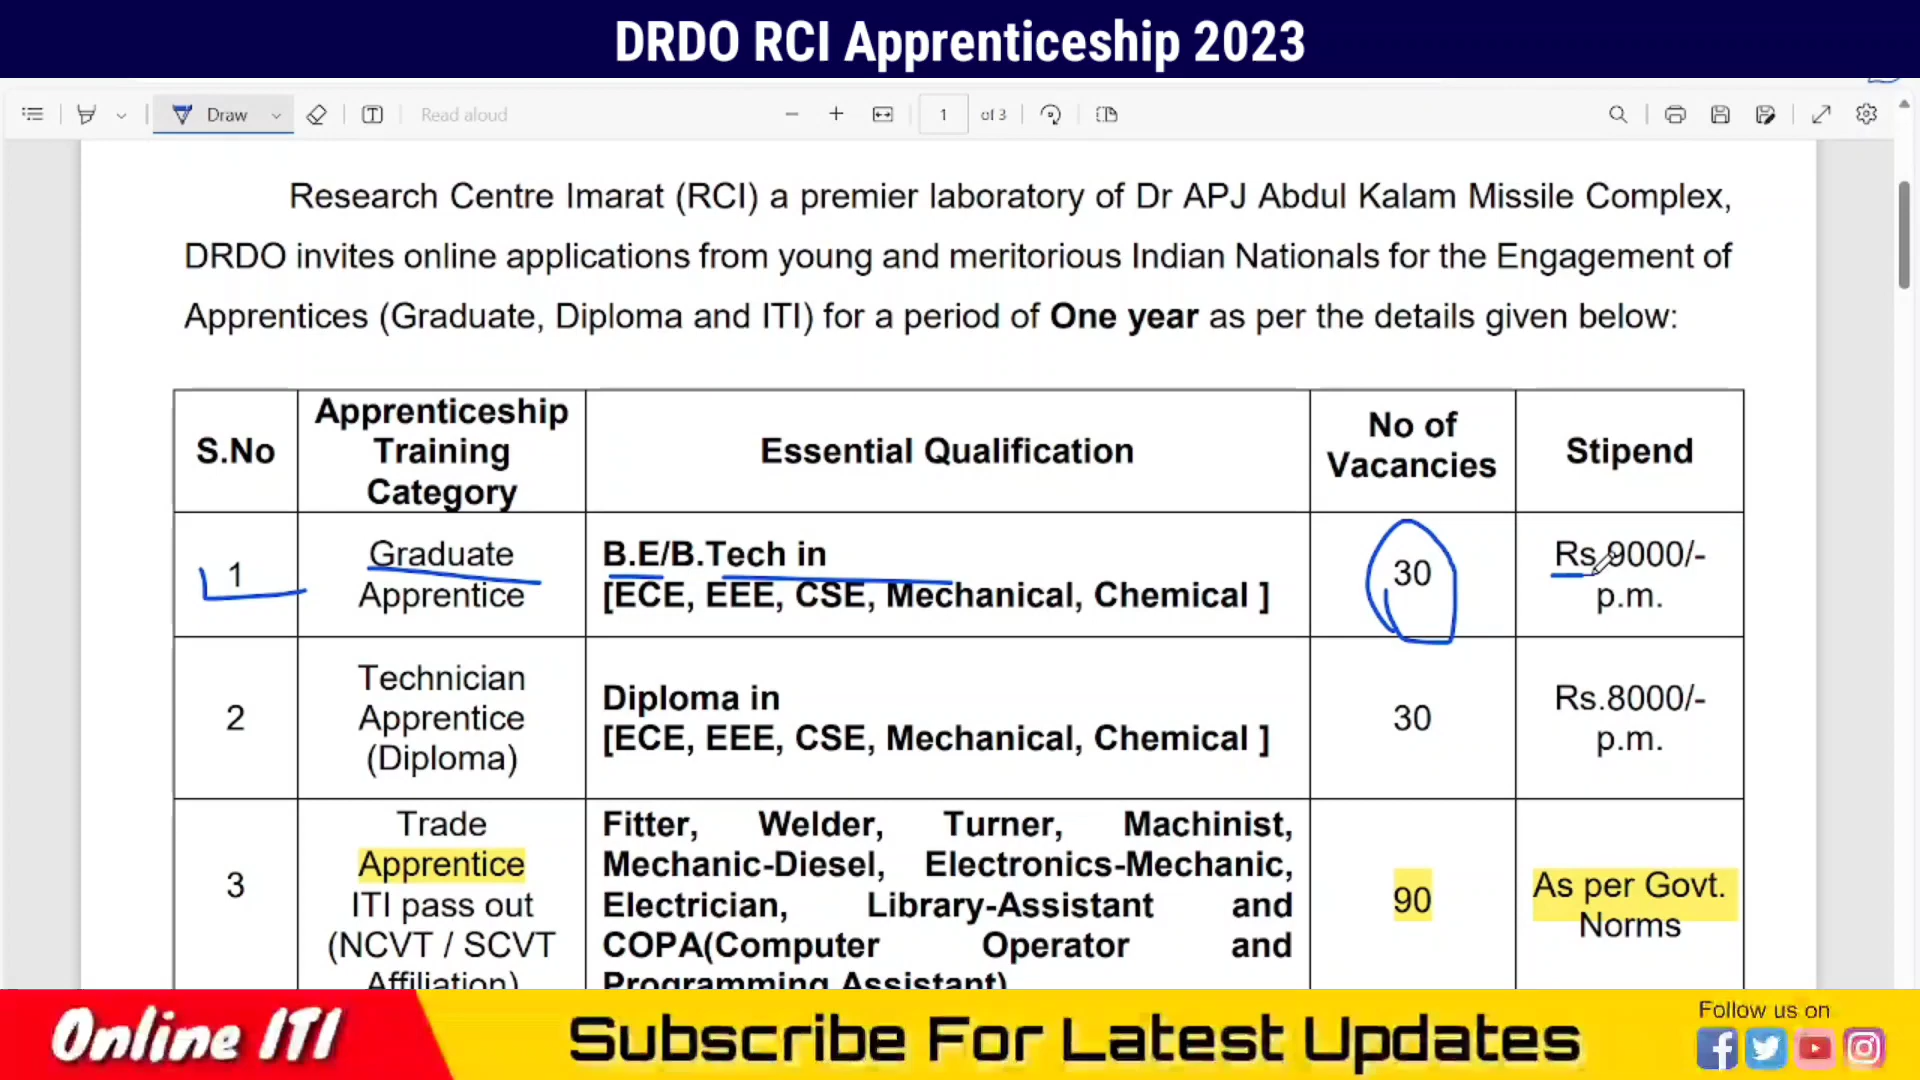 DRDO RCI Apprenticeship 2023
Draw
Read aloud
1 of 3
Research Centre Imarat (RCI) a premier laboratory of Dr APJ Abdul Kalam Missile Complex,
DRDO invites online applications from young and meritorious Indian Nationals for the Engagement of
Apprentices (Graduate, Diploma and ITI) for a period of One year as per the details given below:
S.No
Apprenticeship
Training
Category
Essential Qualification
No of
Vacancies
Stipend
1
Graduate
Apprentice
B.E/B.Tech in
[ECE, EEE, CSE, Mechanical, Chemical ]
30
Rs.9000/-
p.m.
2
Technician
Apprentice
(Diploma)
Diploma in
[ECE, EEE, CSE, Mechanical, Chemical ]
30
Rs.8000/-
p.m.
3
Trade
Apprentice
ITI pass out
(NCVT / SCVT
Affiliation)
Fitter, Welder, Turner, Machinist,
Mechanic-Diesel, Electronics-Mechanic,
Electrician, Library-Assistant and
COPA(Computer Operator and
Programming Assistant)
90
As per Govt.
Norms
Online ITI
Subscribe For Latest Updates
Follow us on